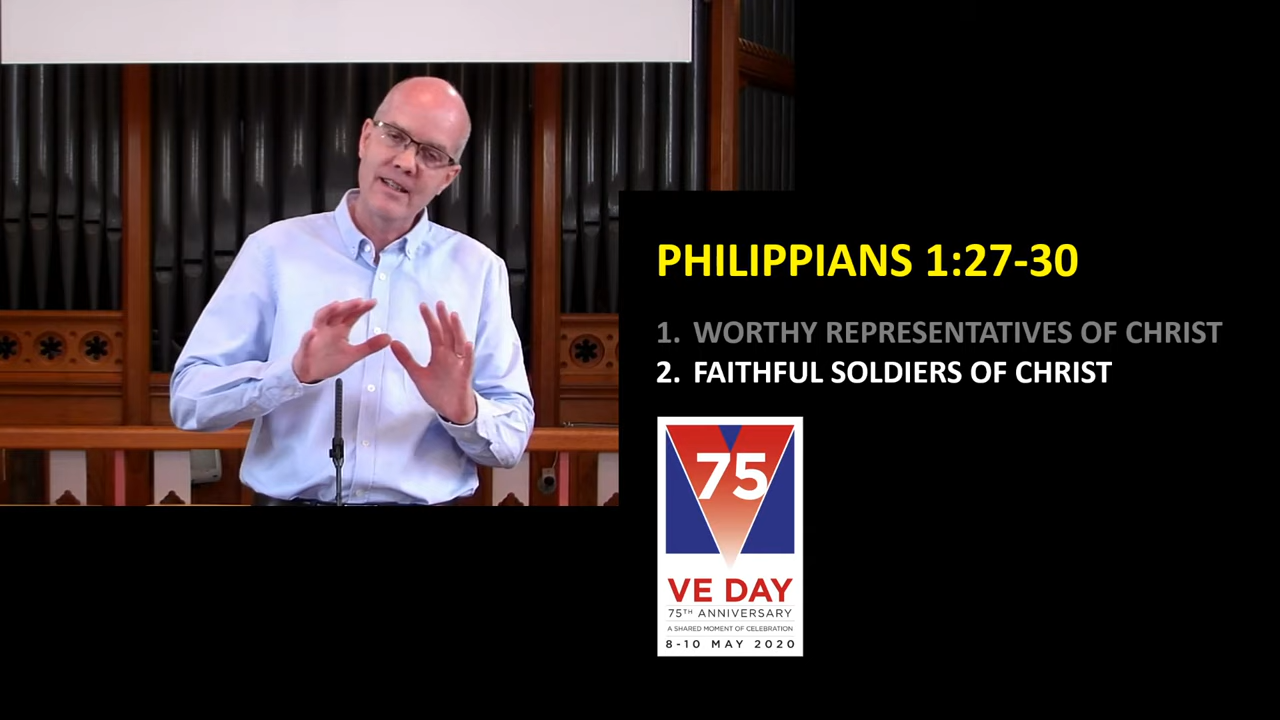 PHILIPPIANS 1:27-30
1. WORTHY REPRESENTATIVES OF CHRIST
2. FAITHFUL SOLDIERS OF CHRIST
75
VE DAY
75TH ANNIVERSARY
A SHARED MOMENT OF CELEBRATION
8-10 MAY 2020